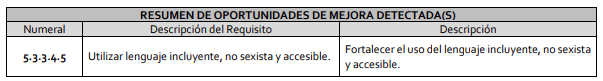 RESUMEN DE OPORTUNIDADES DE MEJORA DETECTADA(S)
Numeral Descripción del Requisito Descripción
5.3.3.4.5 Utilizar lenguaje incluyente, no sexista y accesible. Fortalecer el uso del lenguaje incluyente, no sexista
y accesible.